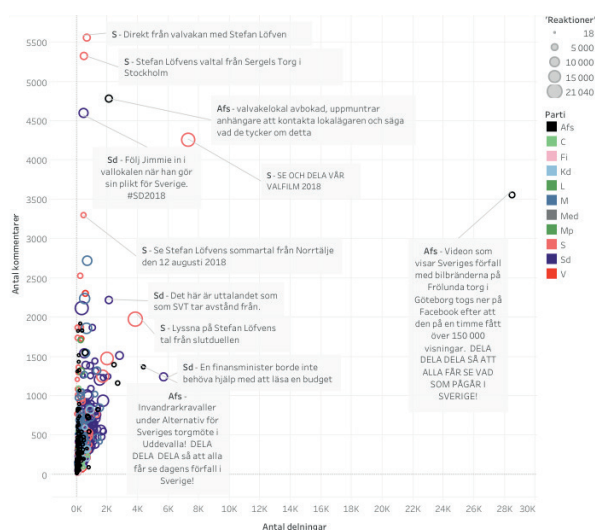 S - Direkt från valvakan med Stefan Löfven
S - Stefan Löfvens valtal från Sergels Torg i
Stockholm
Afs - valvakelokal avbokad, uppmuntrar
anhängare att kontakta lokalägaren och säga
vad de tycker om detta
Sd - Följ Jimmie in i
vallokalen när han gör
sin plikt för Sverige.
#SD2018
S - SE OCH DELA VÅR
VALFILM 2018
S - Se Stefan Löfvens sommartal från Norrtälje
den 12 augusti 2018
Sd - Det här är uttalandet som
som SVT tar avstånd från.
S - Lyssna på Stefan Löfvens
tal från slutduellen
Sd - En finansminister borde inte
behöva hjälp med att läsa en budget
Afs -
Invandrarkravaller
under Alternativ för
Sveriges torgmöte i
Uddevalla! DELA
DELA DELA så att alla
får se dagens förfall i
Sverige!
Afs - Videon som
visar Sveriges förfall
med bilbränderna på
Frölunda torg i
Göteborg togs ner på
Facebook efter att
den på en timme fått
över 150 000
visningar. DELA
DELA DELA SÅ ATT
ALLA FÅR SE VAD
SOM PÅGÅR I
SVERIGE!
Antal kommentarer
5500
5000
4500
4000
3500
3000
2500
2000
1500
1000
500
0
0K 2K 4K 6K 8K 10K 12K 14K 16K 18K 20K 22K 24K 26K 28K 30K
Antal delningar
'Reaktioner'
18
5 000
10 000
15 000
21 040
Parti
Afs
C
Fi
Kd
L
M
Med
Mp
S
Sd
V